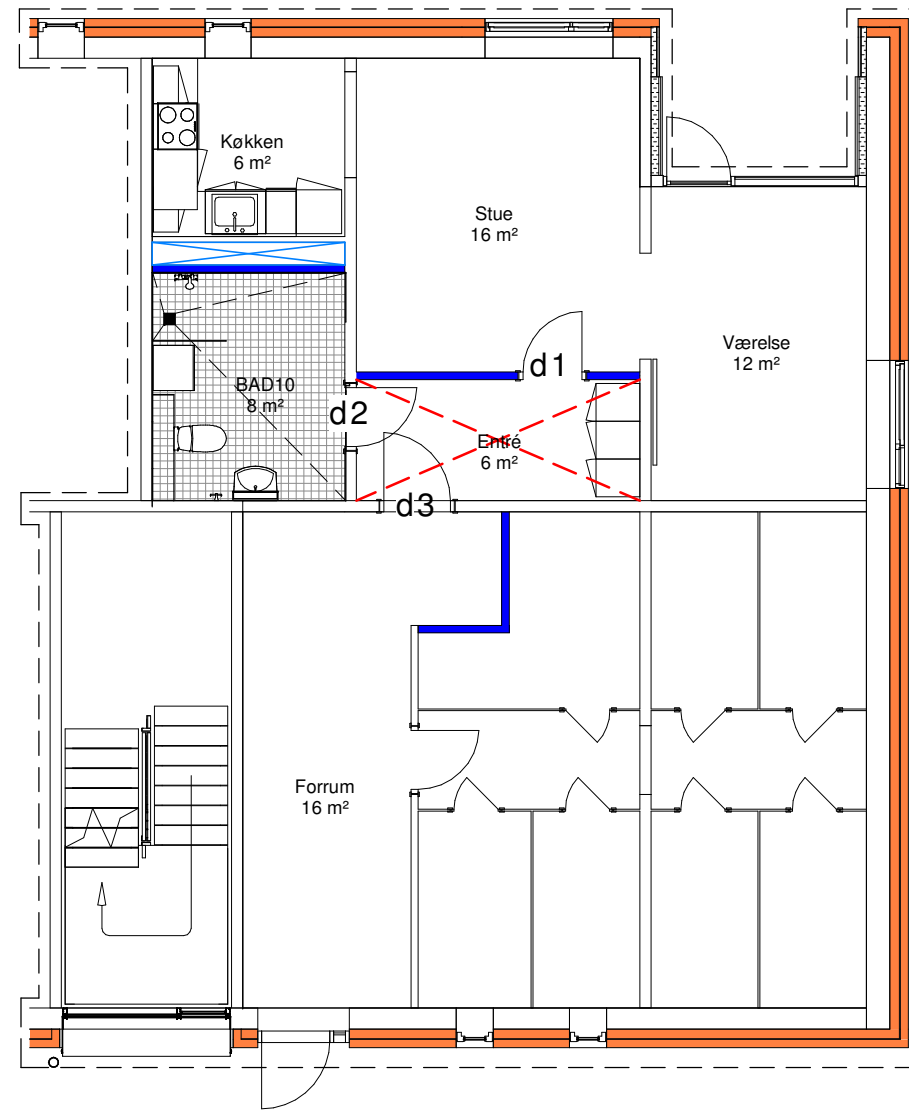 Køkken
6 m²
Stue
16 m²
Værelse
12 m²
d1
BAD10
8 m²
d2
Entré
6 m²
d3
Forrum
16 m²